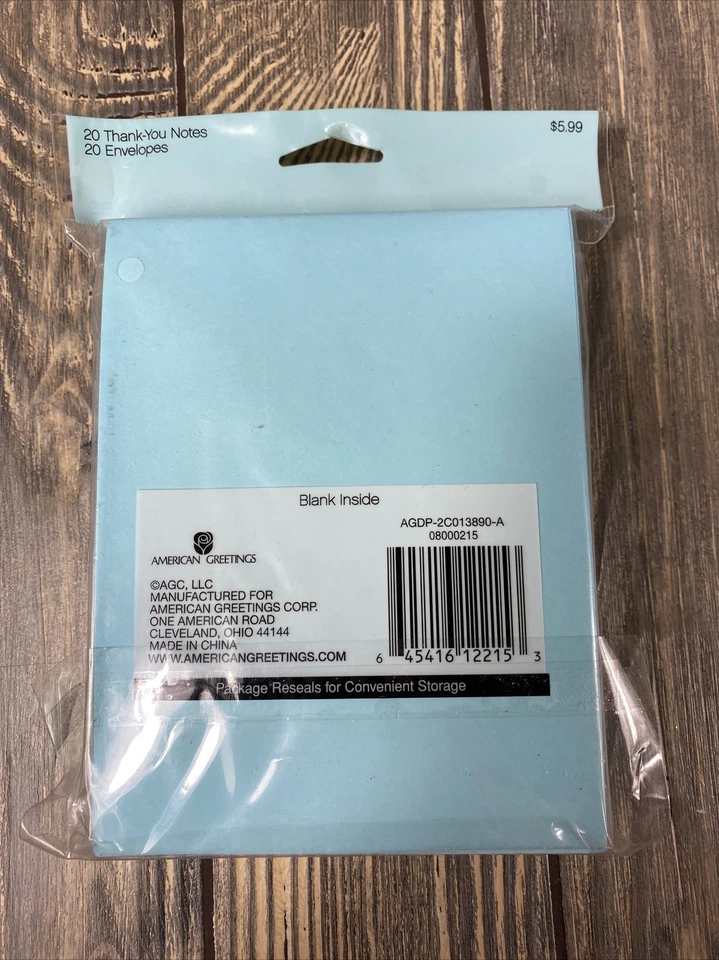 20 Thank-You Notes
20 Envelopes
$5.99
Blank Inside
AGDP-2C013890-A
08000215
AMERICAN GREETINGS
©AGC, LLC
MANUFACTURED FOR
AMERICAN GREETINGS CORP.
ONE AMERICAN ROAD
CLEVELAND, OHIO 44144
MADE IN CHINA
WWW.AMERICANGREETINGS.COM
6 45416 12215 3
Package Reseals for Convenient Storage